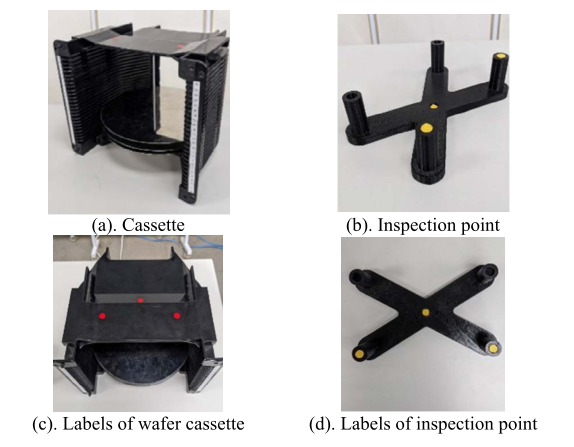 (a). Cassette
(b). Inspection point
(c). Labels of wafer cassette
(d). Labels of inspection point